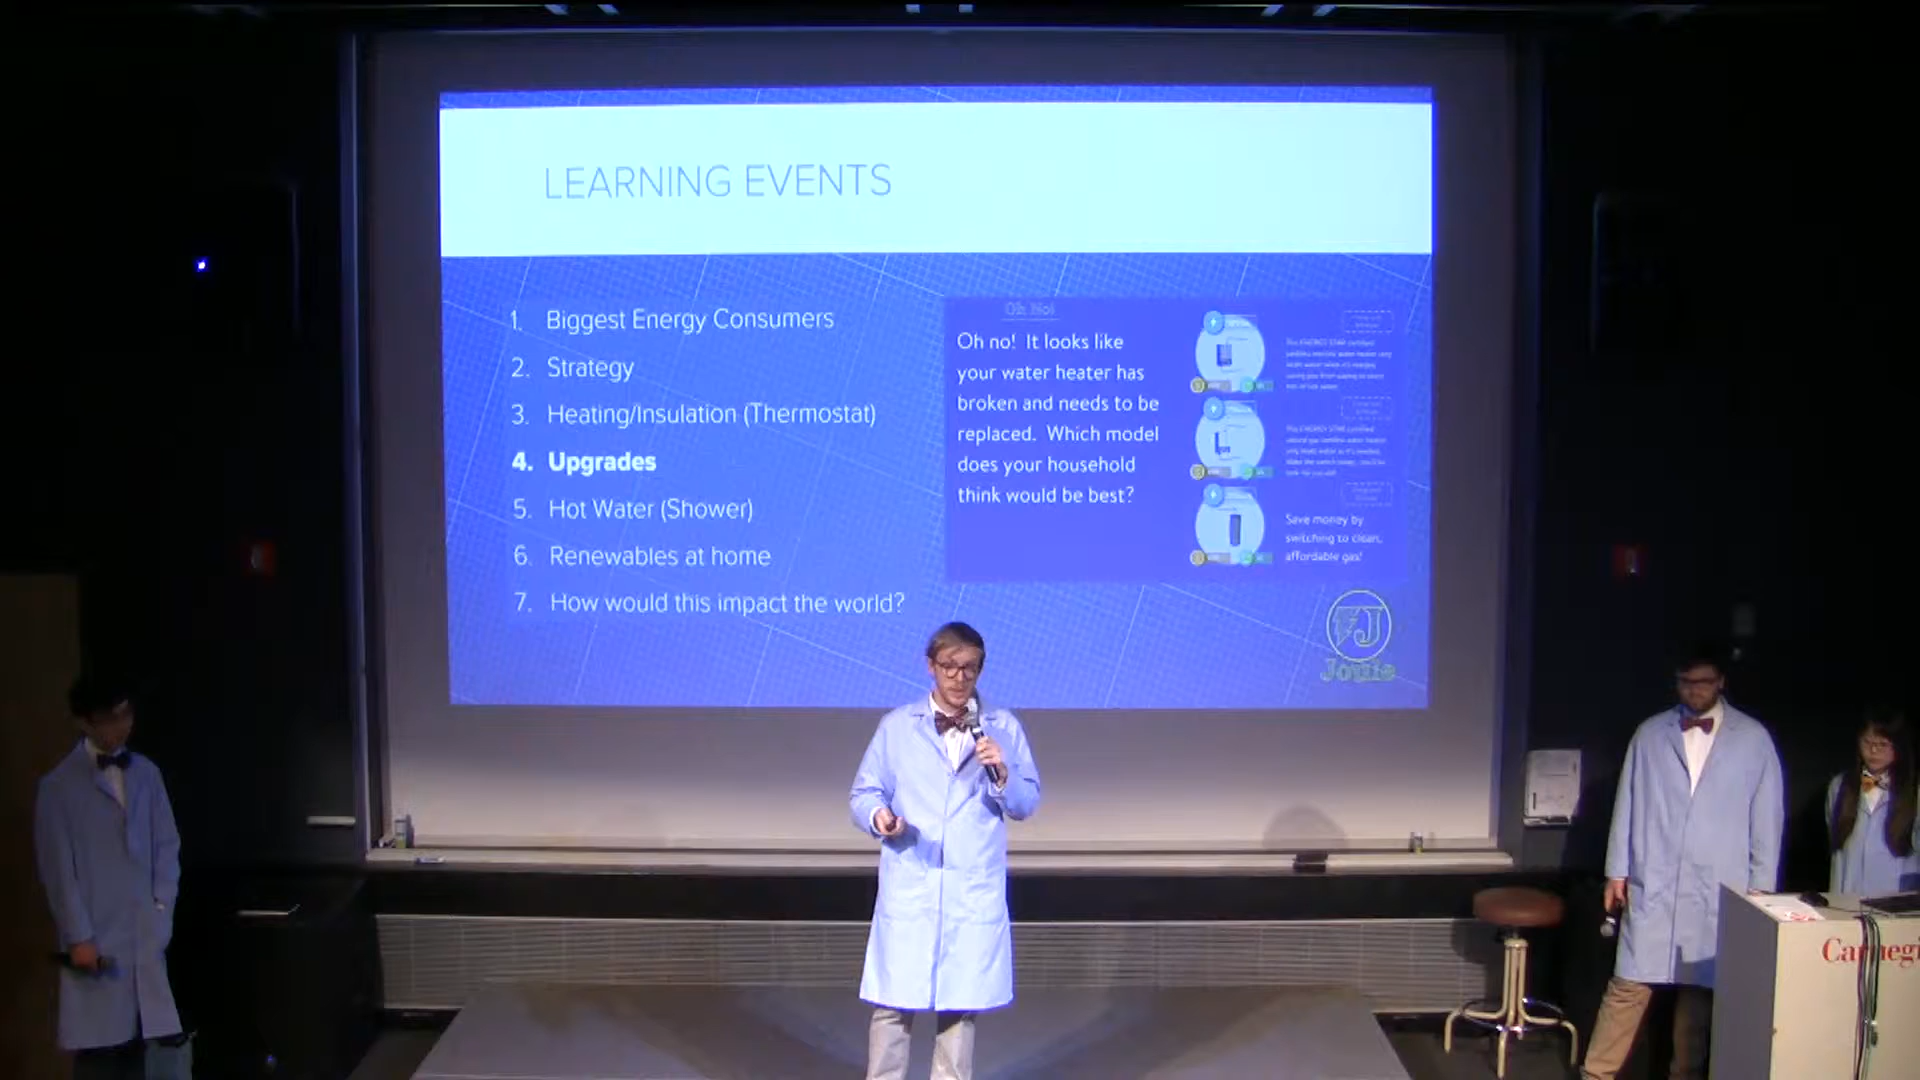 LEARNING EVENTS
1. Biggest Energy Consumers
2. Strategy
3. Heating/Insulation (Thermostat)
4. Upgrades
5. Hot Water (Shower)
6. Renewables at home
7. How would this impact the world?
Oh No!
Oh no! It looks like
your water heater has
broken and needs to be
replaced. Which model
does your household
think would be best?
Save money by
switching to clean,
affordable gas!
J
Joule
Carnegi